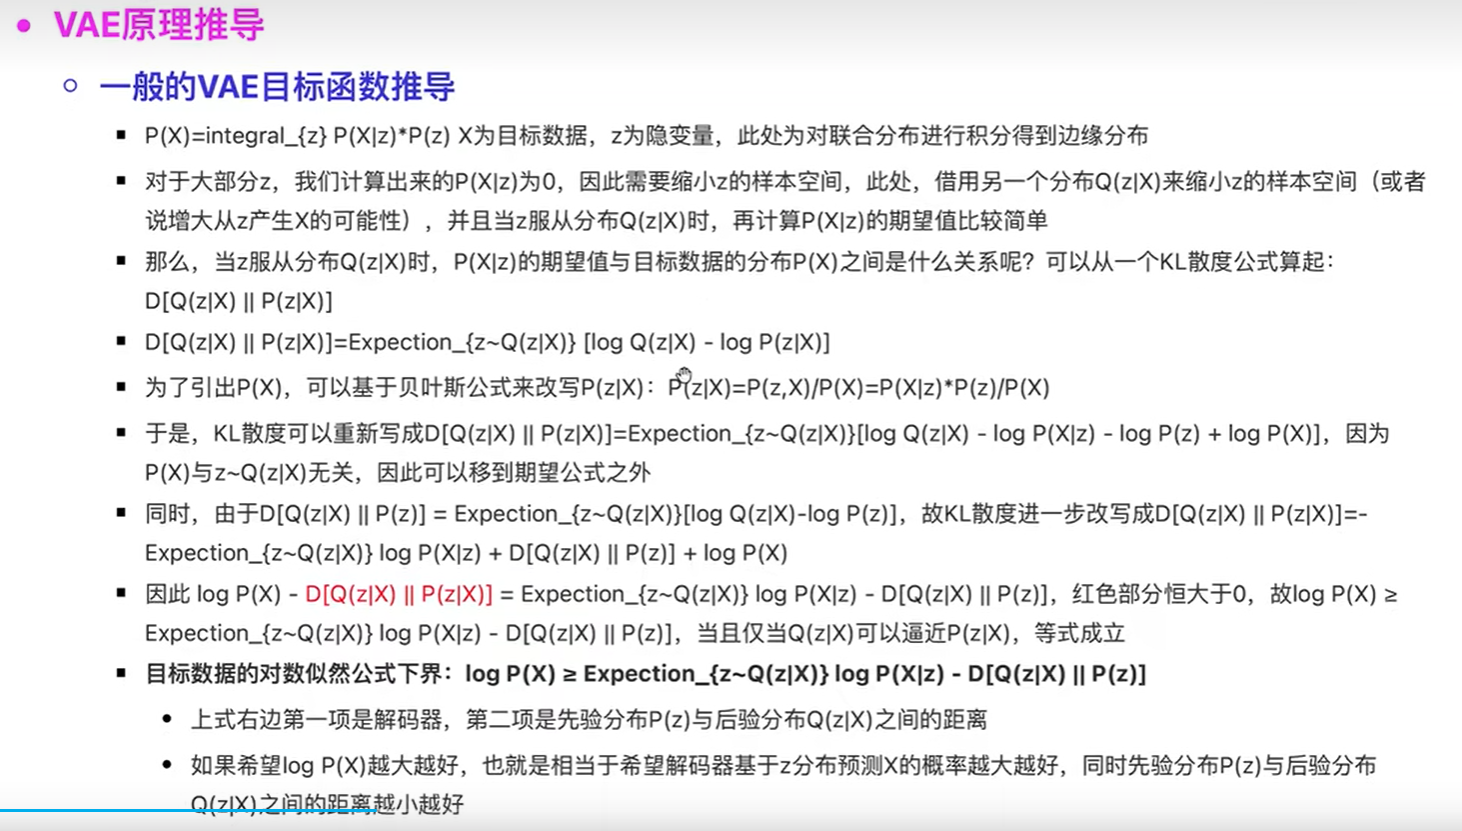 VAE原理推导
一般的VAE目标函数推导
P(X)=integral_{z} P(X|z)*P(z) X为目标数据，z为隐变量，此处为对联合分布进行积分得到边缘分布
对于大部分z，我们计算出来的P(X|z)为0，因此需要缩小z的样本空间，此处，借用另一个分布Q(z|X)来缩小z的样本空间（或者
说增大从z产生X的可能性），并且当z服从分布Q(z|X)时，再计算P(X|z)的期望值比较简单
那么，当z服从分布Q(z|X)时，P(X|z)的期望值与目标数据的分布P(X)之间是什么关系呢？可以从一个KL散度公式算起：
D[Q(z|X) || P(z|X)]
D[Q(z|X) || P(z|X)]=Expection_{z~Q(z|X)} [log Q(z|X) - log P(z|X)]
为了引出P(X)，可以基于贝叶斯公式来改写P(z|X)：P(z|X)=P(z,X)/P(X)=P(X|z)*P(z)/P(X)
于是，KL散度可以重新写成D[Q(z|X) || P(z|X)]=Expection_{z~Q(z|X)}[log Q(z|X) - log P(X|z) - log P(z) + log P(X)]，因为
P(X)与z~Q(z|X)无关，因此可以移到期望公式之外
同时，由于D[Q(z|X) || P(z)] = Expection_{z~Q(z|X)}[log Q(z|X)-log P(z)]，故KL散度进一步改写成D[Q(z|X) || P(z|X)]=-
Expection_{z~Q(z|X)} log P(X|z) + D[Q(z|X) || P(z)] + log P(X)
因此 log P(X) - D[Q(z|X) || P(z|X)] = Expection_{z~Q(z|X)} log P(X|z) - D[Q(z|X) || P(z)]，红色部分恒大于0，故log P(X) ≥
Expection_{z~Q(z|X)} log P(X|z) - D[Q(z|X) || P(z)]，当且仅当Q(z|X)可以逼近P(z|X)，等式成立
目标数据的对数似然公式下界：log P(X) ≥ Expection_{z~Q(z|X)} log P(X|z) - D[Q(z|X) || P(z)]
上式右边第一项是解码器，第二项是先验分布P(z)与后验分布Q(z|X)之间的距离
如果希望log P(X)越大越好，也就是相当于希望解码器基于z分布预测X的概率越大越好，同时先验分布P(z)与后验分布
Q(z|X)之间的距离越小越好